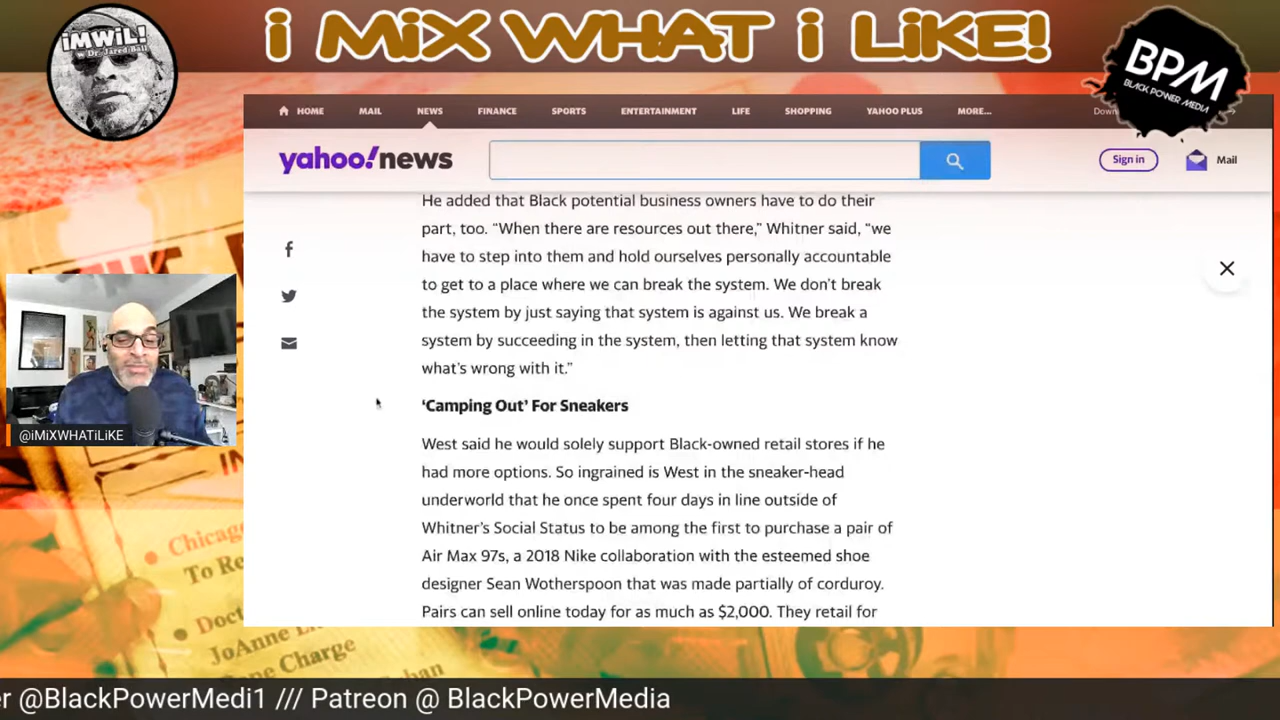 iMWiL!
w Dr. Jared Ball
i MiX WHAT i LiKE!
BPM
BLACK POWER MEDIA
HOME MAIL NEWS FINANCE SPORTS ENTERTAINMENT LIFE SHOPPING YAHOO PLUS MORE...
yahoo!news
Sign in
Mail
He added that Black potential business owners have to do their
part, too. “When there are resources out there,” Whitner said, “we
have to step into them and hold ourselves personally accountable
to get to a place where we can break the system. We don’t break
the system by just saying that system is against us. We break a
system by succeeding in the system, then letting that system know
what’s wrong with it.”
‘Camping Out’ For Sneakers
West said he would solely support Black-owned retail stores if he
had more options. So ingrained is West in the sneaker-head
underworld that he once spent four days in line outside of
Whitner’s Social Status to be among the first to purchase a pair of
Air Max 97s, a 2018 Nike collaboration with the esteemed shoe
designer Sean Wotherspoon that was made partially of corduroy.
Pairs can sell online today for as much as $2,000. They retail for
@iMiXWHATiLiKE
Chicago
To Re
Doct
JoAnne
Charge
@BlackPowerMedi1 /// Patreon @ BlackPowerMedia